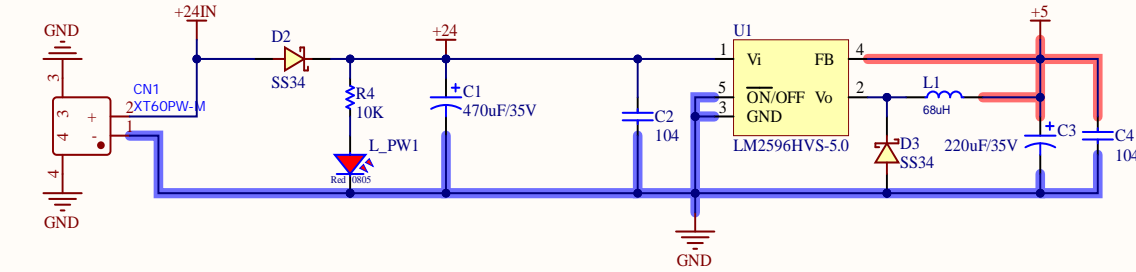 +24IN
+5
GND
D2
+24
U1
3
1
Vi
FB
4
SS34
CN1
XT60PW-M
R4
10K
C1
470uF/35V
5
ON/OFF
Vo
2
L1
68uH
3
+
2
3
GND
4
-
1
C2
104
LM2596HVS-5.0
L_PW1
D3
SS34
220uF/35V
C3
C4
104
Red 0805
4
GND
GND